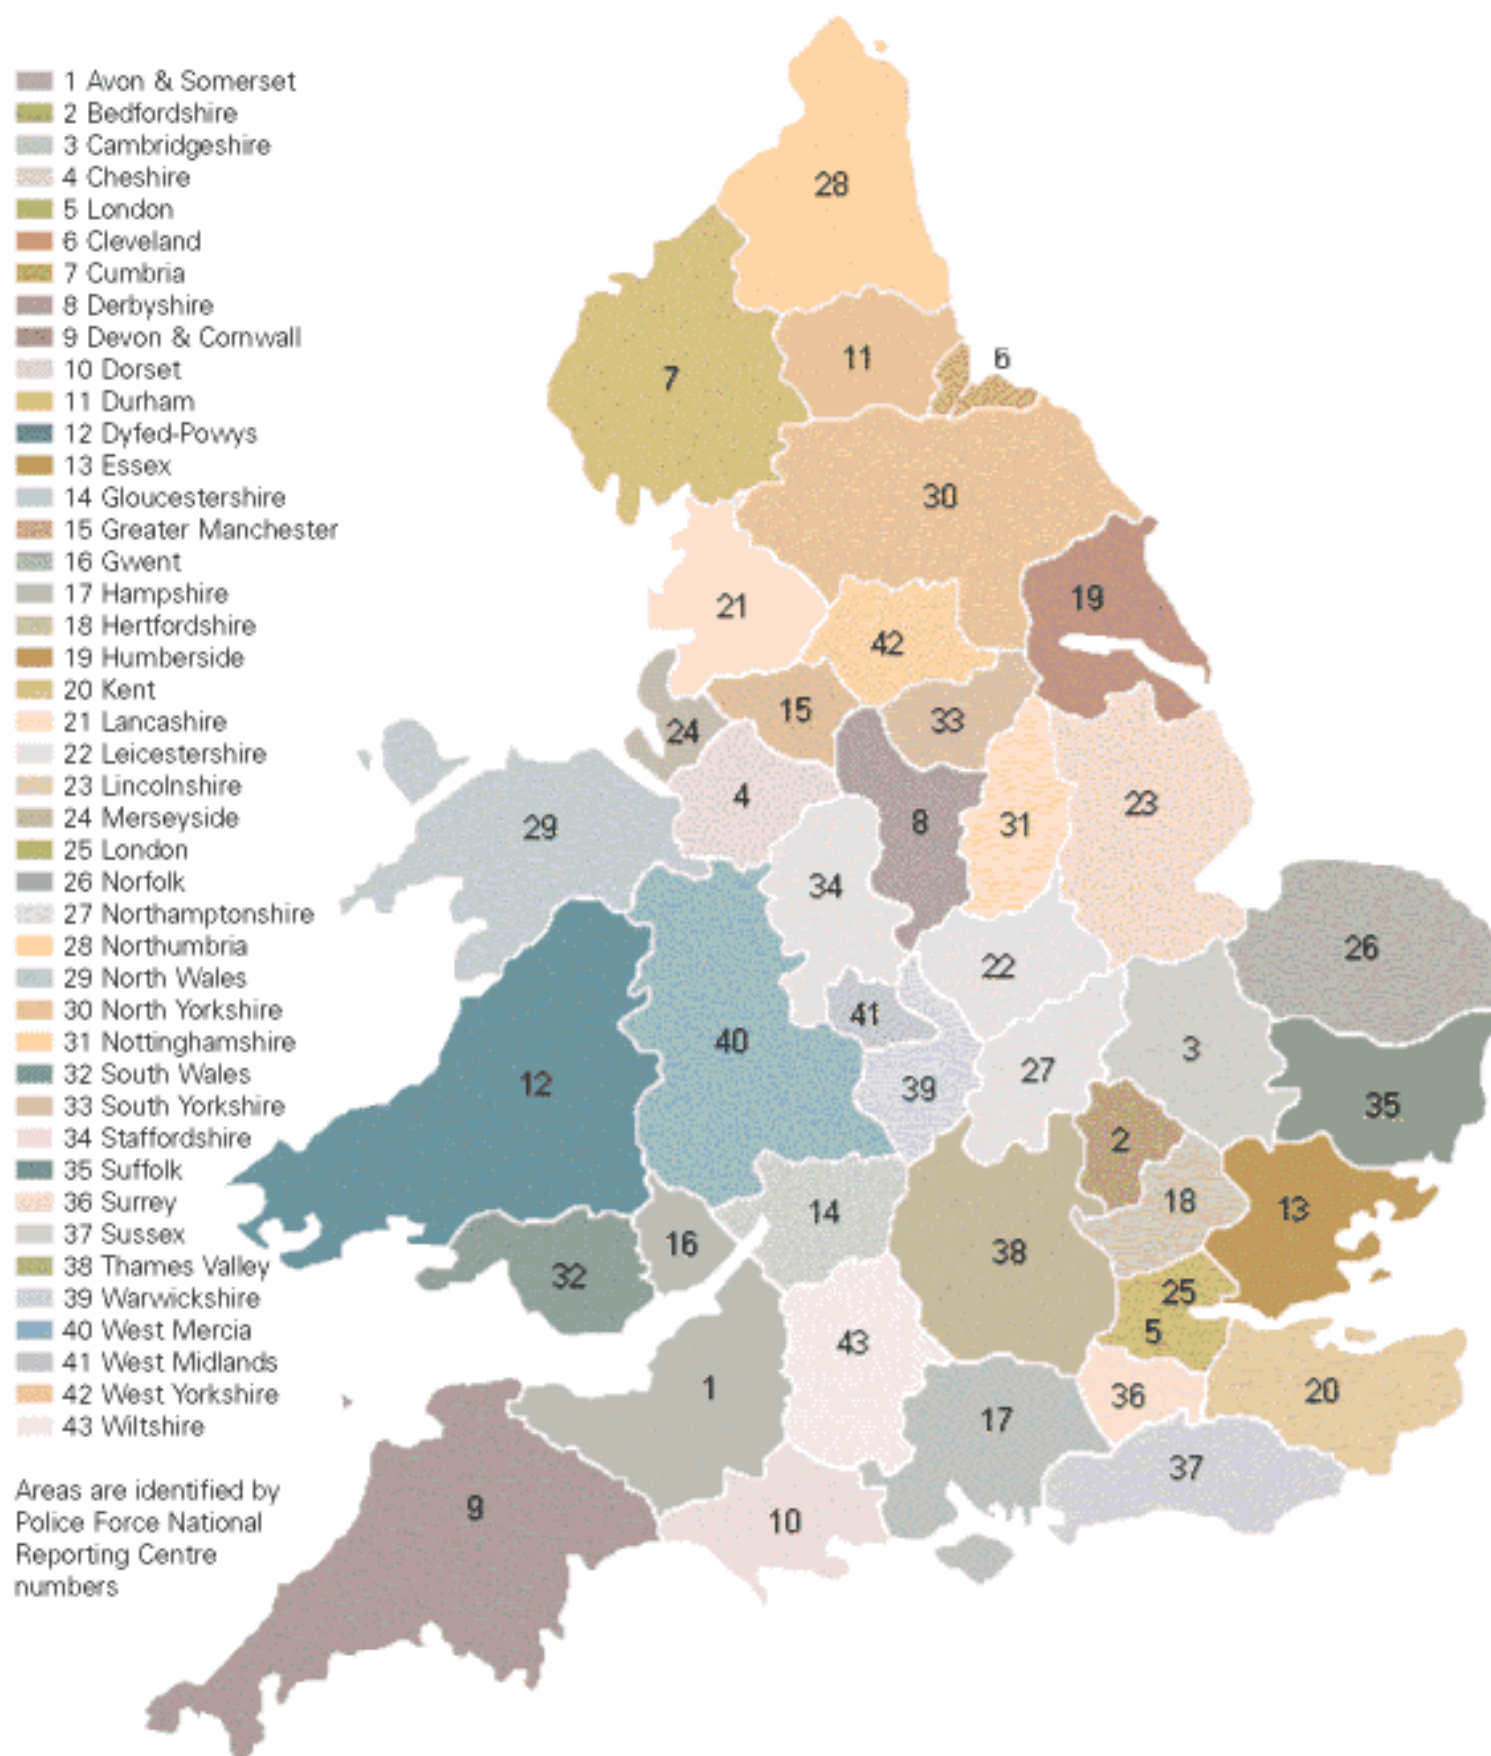 1 Avon & Somerset
2 Bedfordshire
3 Cambridgeshire
4 Cheshire
5 London
6 Cleveland
7 Cumbria
8 Derbyshire
9 Devon & Cornwall
10 Dorset
11 Durham
12 Dyfed-Powys
13 Essex
14 Gloucestershire
15 Greater Manchester
16 Gwent
17 Hampshire
18 Hertfordshire
19 Humberside
20 Kent
21 Lancashire
22 Leicestershire
23 Lincolnshire
24 Merseyside
25 London
26 Norfolk
27 Northamptonshire
28 Northumbria
29 North Wales
30 North Yorkshire
31 Nottinghamshire
32 South Wales
33 South Yorkshire
34 Staffordshire
35 Suffolk
36 Surrey
37 Sussex
38 Thames Valley
39 Warwickshire
40 West Mercia
41 West Midlands
42 West Yorkshire
43 Wiltshire
Areas are identified by
Police Force National
Reporting Centre
numbers
28
11
6
7
30
19
21
42
15
33
24
4
8
31
23
29
34
26
22
41
40
3
27
12
39
35
2
18
13
14
16
38
32
25
5
43
1
36
20
17
37
9
10